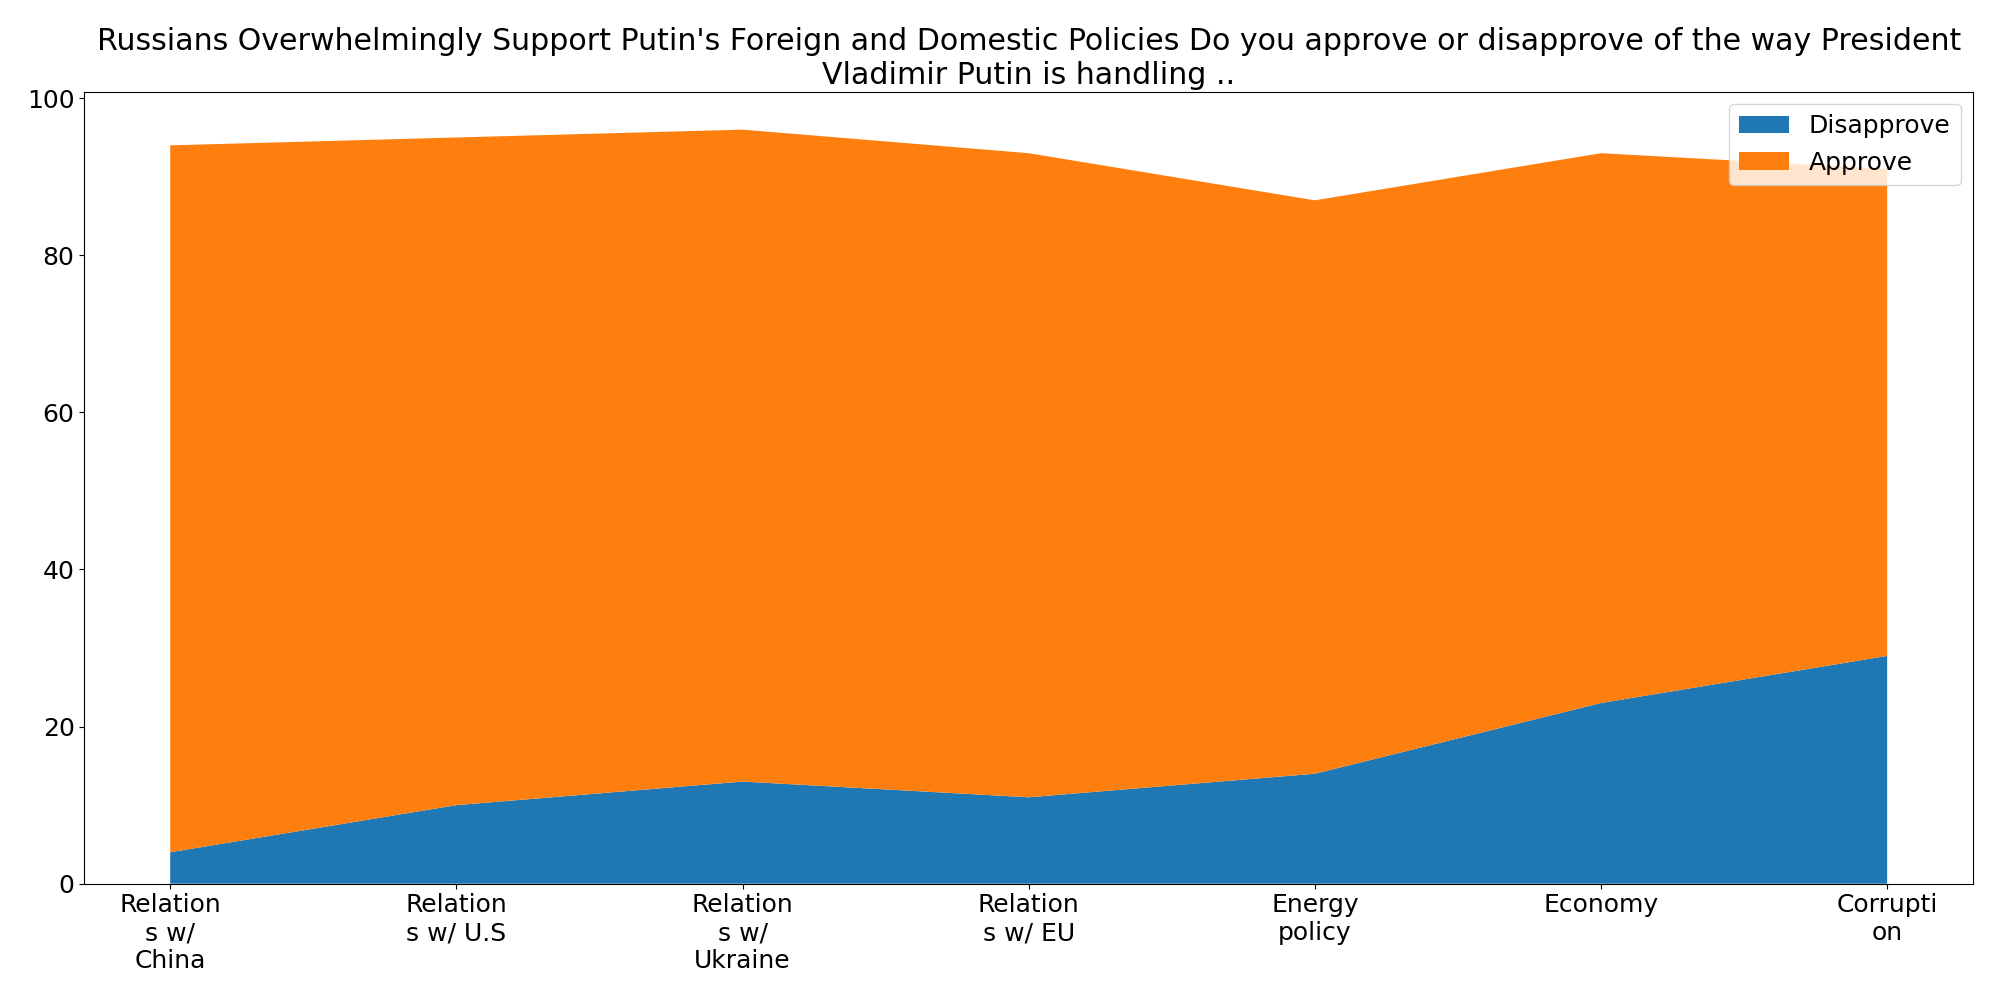 Russians Overwhelmingly Support Putin's Foreign and Domestic Policies Do you approve or disapprove of the way President
Vladimir Putin is handling ..
100
80
60
40
20
0
Disapprove
Approve
Relation
s w/
China
Relation
s w/ U.S
Relation
s w/
Ukraine
Relation
s w/ EU
Energy
policy
Economy
Corrupti
on